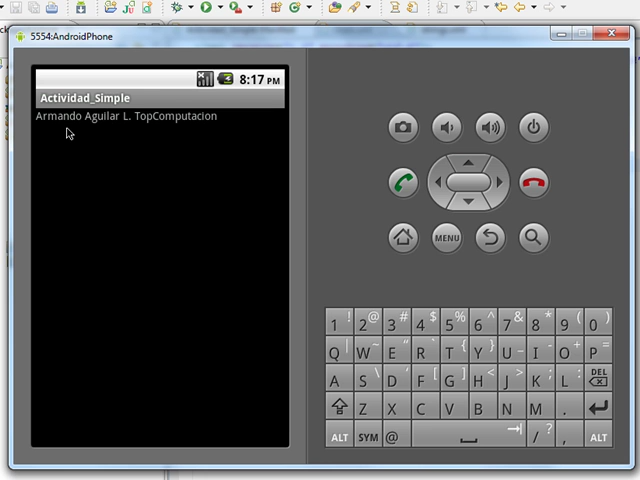 5554:AndroidPhone
8:17 PM
Actividad_Simple
Armando Aguilar L. TopComputacion
MENU
1 ! 2 @ 3 # 4 $ 5 % 6 ^ 7 & 8 * 9 ( 0 )
Q | W ~ E " R ` T { Y } U _ I - O + P =
A S \ D ' F [ G ] H < J > K ; L : DEL
Z X C V B N M .
ALT SYM @ / ? , ALT